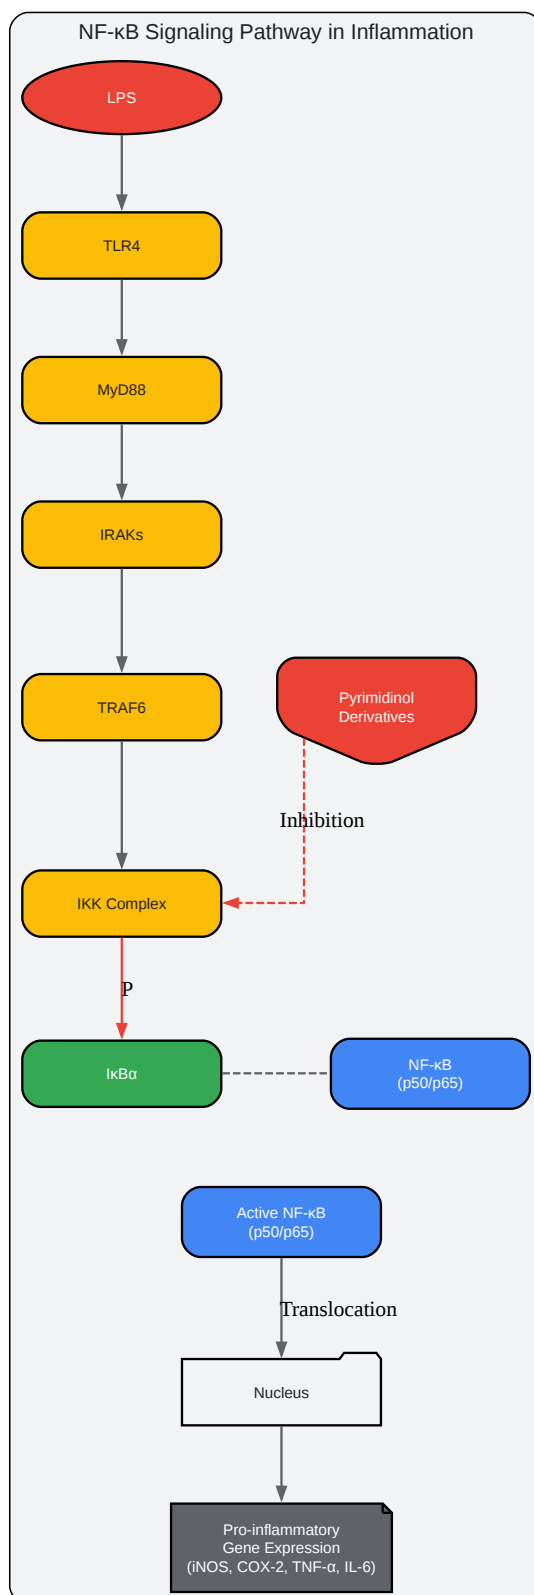 NF-κB Signaling Pathway in Inflammation
LPS
TLR4
MyD88
IRAKs
TRAF6
Pyrimidinol
Derivatives
Inhibition
IKK Complex
P
IκBα
NF-κB
(p50/p65)
Active NF-κB
(p50/p65)
Translocation
Nucleus
Pro-inflammatory
Gene Expression
(iNOS, COX-2, TNF-α, IL-6)